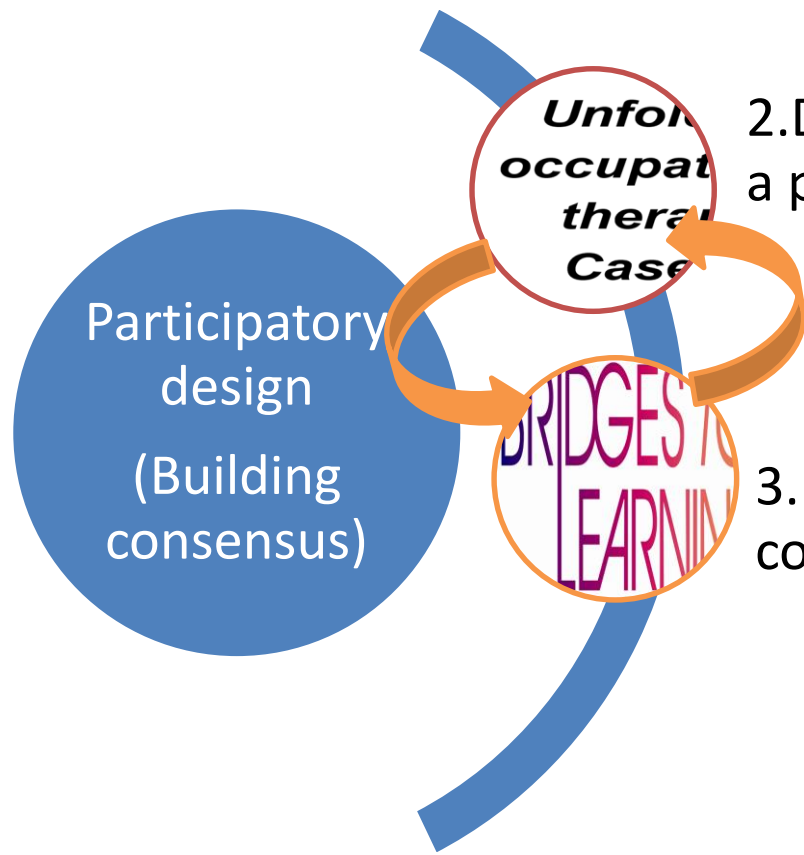 Participatory
design
(Building
consensus)
Unfol
occupat
thera
Case
2.D
a p
BRIDGES TO
LEARNIN
3.
co